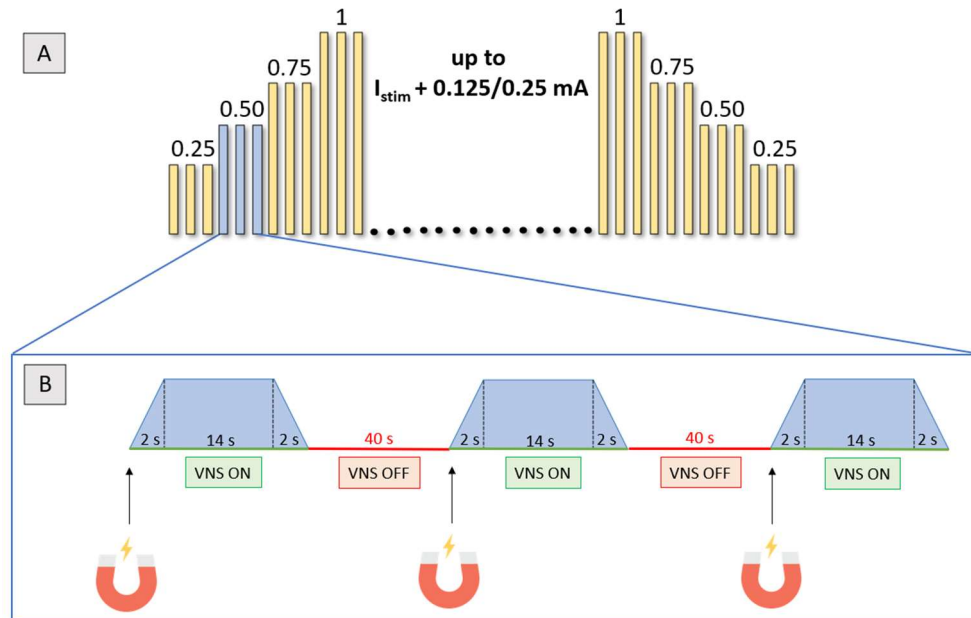 A
1
1
0.75
0.75
0.50
0.50
0.25
0.25
up to
I_stim + 0.125/0.25 mA
B
2 s
14 s
2 s
40 s
2 s
14 s
2 s
40 s
2 s
14 s
2 s
VNS ON
VNS OFF
VNS ON
VNS OFF
VNS ON